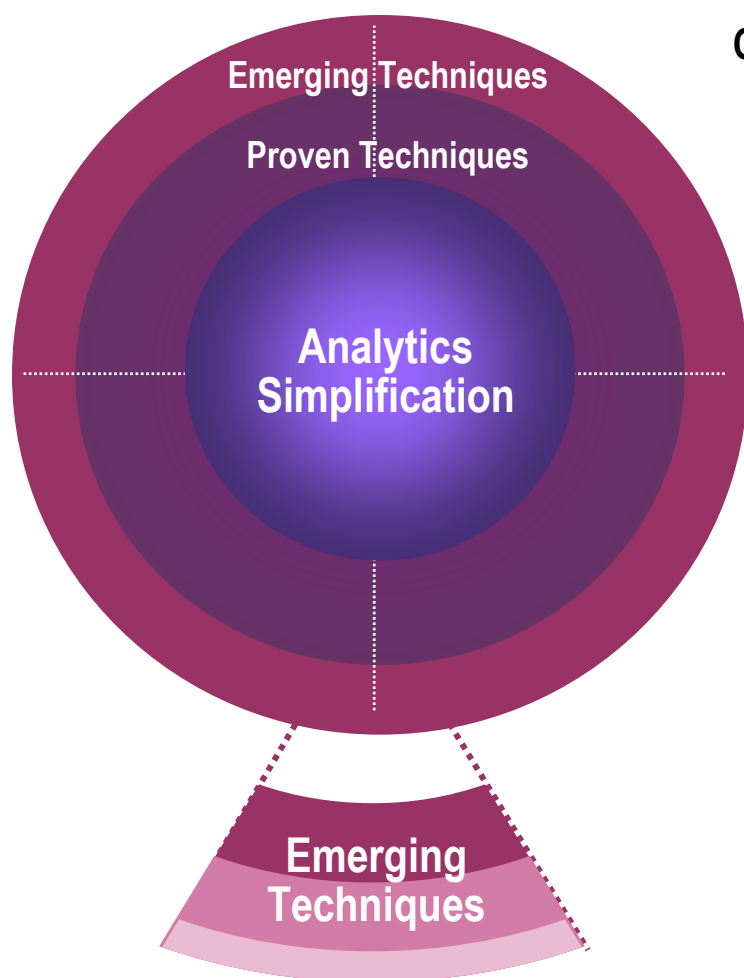 Emerging Techniques
Proven Techniques
Analytics
Simplification
Emerging
Techniques